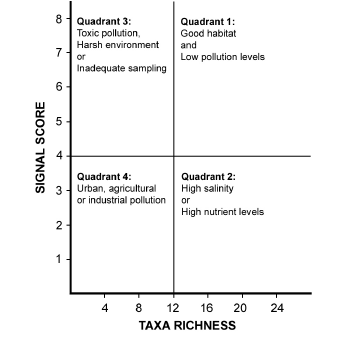 8
7
6
5
4
3
2
1
SIGNAL SCORE
Quadrant 3:
Toxic pollution,
Harsh environment
or
Inadequate sampling
Quadrant 1:
Good habitat
and
Low pollution levels
Quadrant 4:
Urban, agricultural
or industrial pollution
Quadrant 2:
High salinity
or
High nutrient levels
4 8 12 16 20 24
TAXA RICHNESS